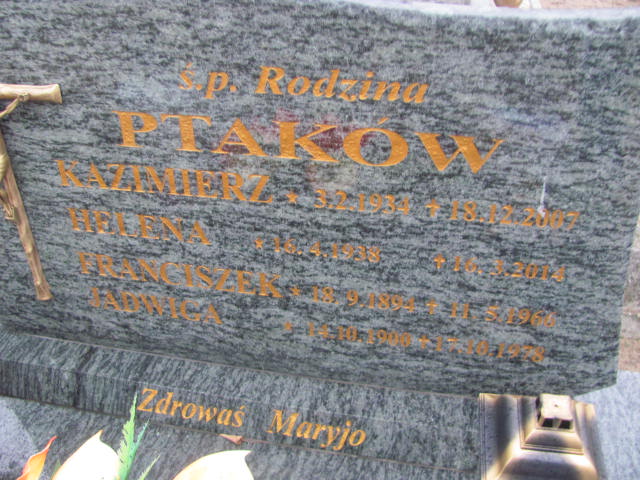 ś.p. Rodzina
PTAKÓW
KAZIMIERZ * 3.2.1934 + 18.12.2007
HELENA * 16.4.1938 + 16.3.2014
FRANCISZEK * 18.9.1894 + 11.5.1966
JADWIGA * 14.10.1900 + 17.10.1978
Zdrowaś Maryjo